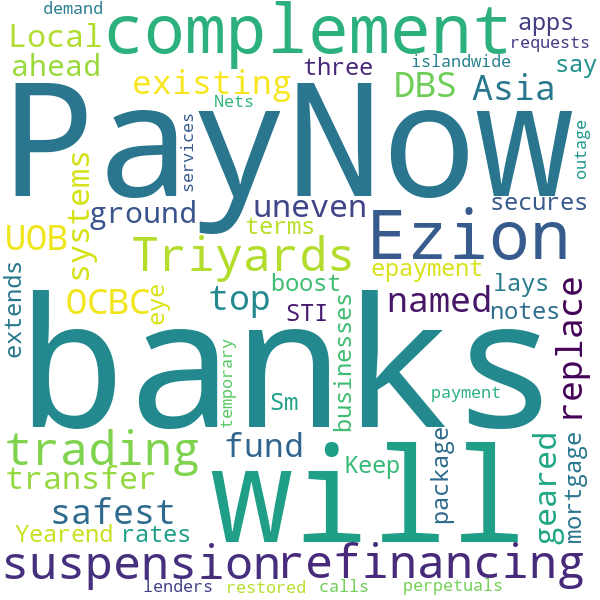 demand
complement
apps
requests
Local
ahead
existing
three
islandwide
say
Nets
DBS
Asia
PayNow
services
outage
systems
ground
uneven
secures
UOB
terms
Triyards
Ezion
epayment
extends
OCBC
eye
top
boost
STI
named
lays
notes
replace
banks
businesses
temporary
Sm
payment
trading
fund
Keep
will
package
geared
mortgage
transfer
safest
Yearend
rates
suspension
refinancing
lenders
restored
calls
perpetuals